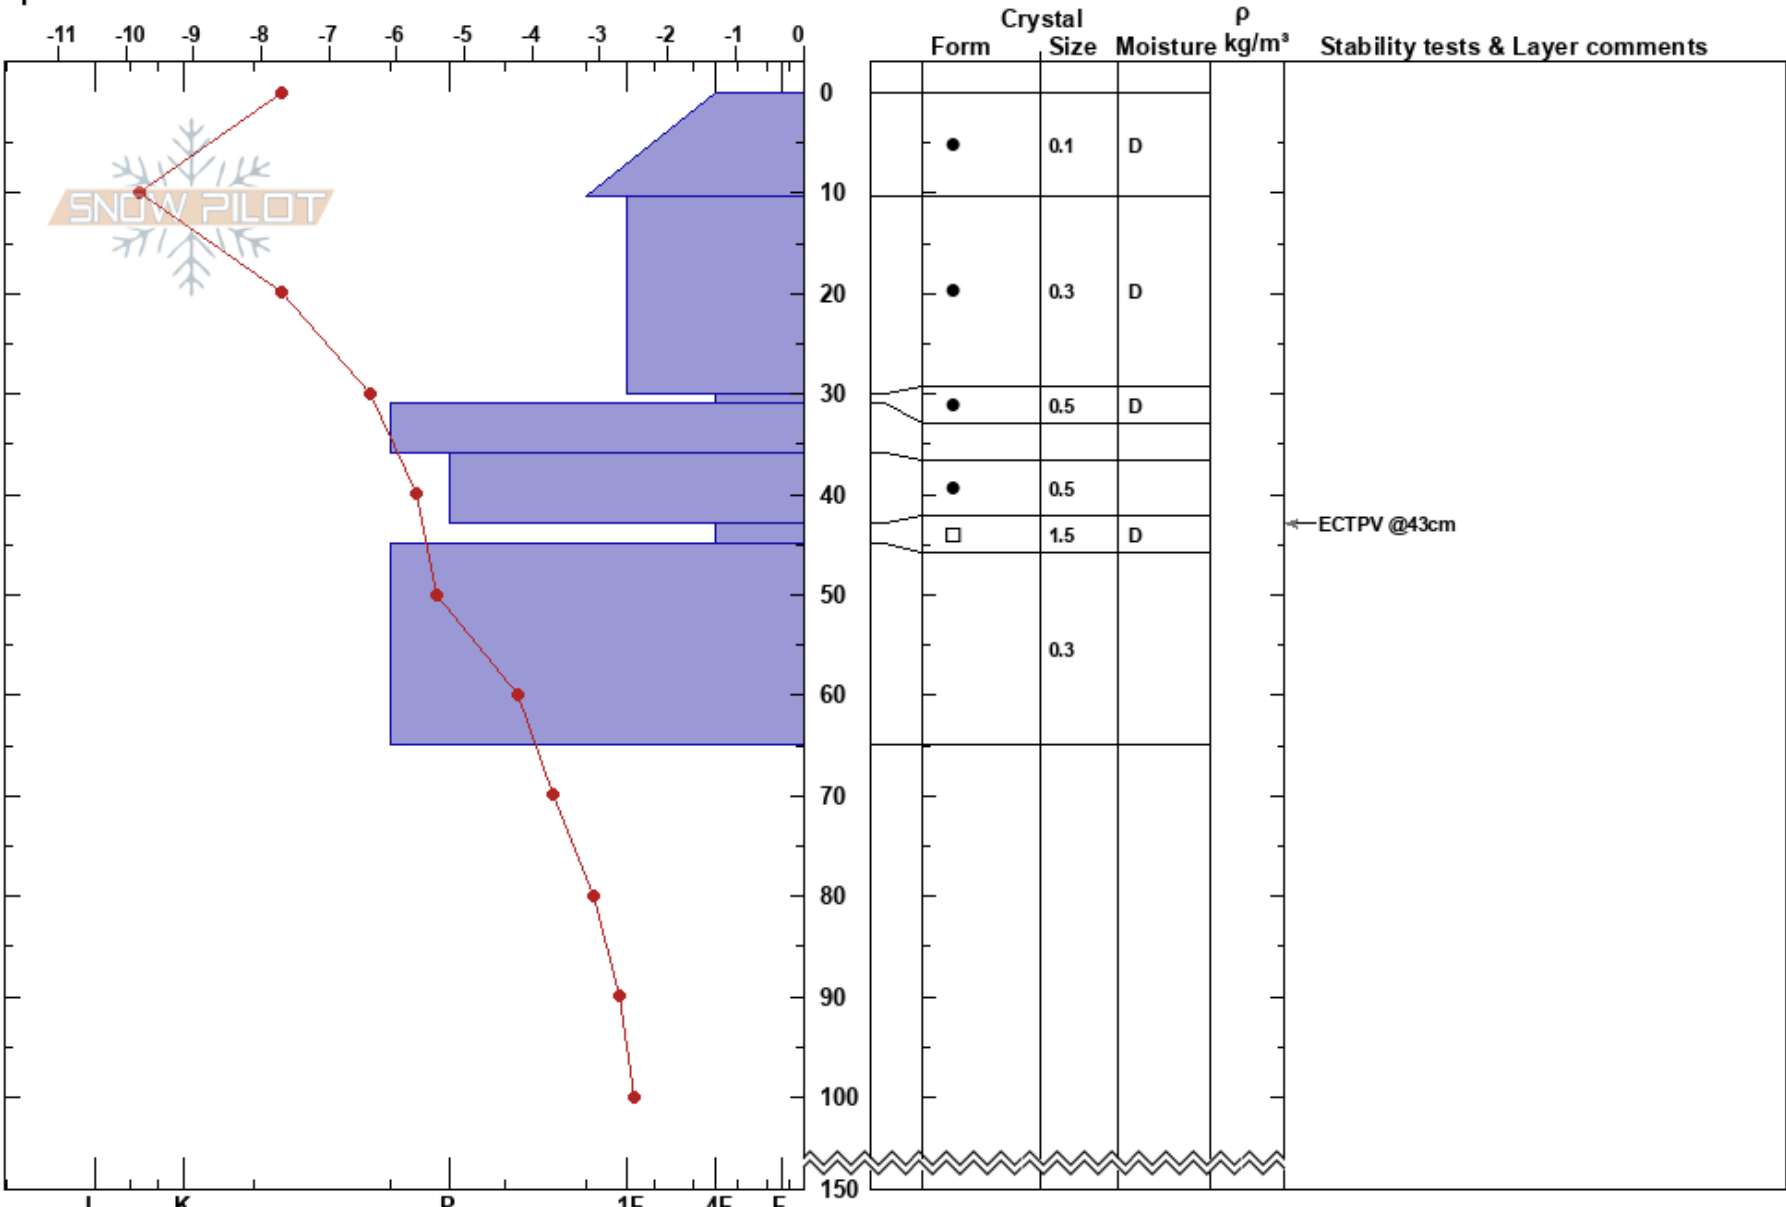 Crystal ρ
-11 -10 -9 -8 -7 -6 -5 -4 -3 -2 -1 0 Form Size Moisture kg/m³ Stability tests & Layer comments
0
0.1 D
10
SNOW PILOT
20 0.3 D
30
0.5 D
40 0.5
ECTPV @43cm
1.5 D
50
0.3
60
70
80
90
100
150
I K P 1F 4F F